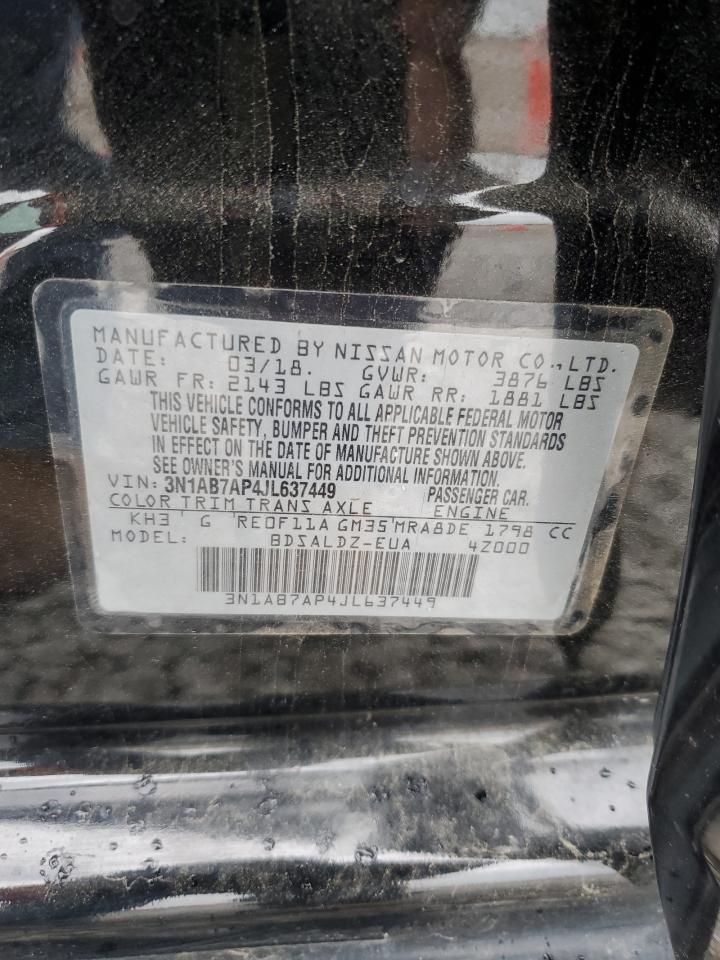 MANUFACTURED BY NISSAN MOTOR CO., LTD.
DATE: 03/18. GVWR: 3876 LBS
GAWR FR: 2143 LBS GAWR RR: 1881 LBS
THIS VEHICLE CONFORMS TO ALL APPLICABLE FEDERAL MOTOR
VEHICLE SAFETY, BUMPER AND THEFT PREVENTION STANDARDS
IN EFFECT ON THE DATE OF MANUFACTURE SHOWN ABOVE.
SEE OWNER'S MANUAL FOR ADDITIONAL INFORMATION.
VIN: 3N1AB7AP4JL637449 PASSENGER CAR.
COLOR TRIM TRANS AXLE ENGINE
KH3 G RE0F11A GM35 MRA8DE 1798 CC
MODEL: BDSALDZ-EUA 4Z000
3N1AB7AP4JL637449